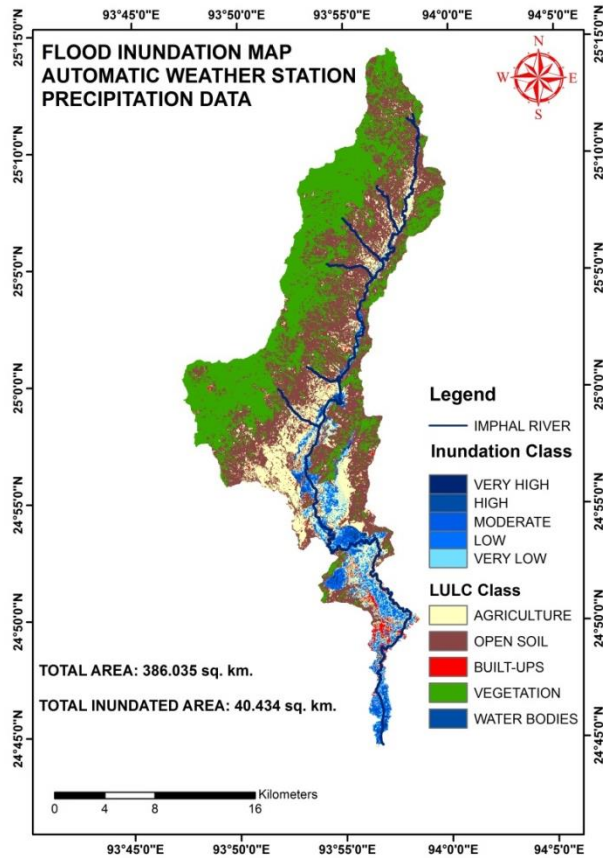 93°45'0"E 93°50'0"E 93°55'0"E 94°0'0"E 94°5'0"E
FLOOD INUNDATION MAP
AUTOMATIC WEATHER STATION
PRECIPITATION DATA
N
W E
S
25°15'0"N 25°15'0"N
25°10'0"N 25°10'0"N
25°5'0"N 25°5'0"N
25°0'0"N 25°0'0"N
24°55'0"N 24°55'0"N
24°50'0"N 24°50'0"N
24°45'0"N 24°45'0"N
Legend
IMPHAL RIVER
Inundation Class
VERY HIGH
HIGH
MODERATE
LOW
VERY LOW
LULC Class
AGRICULTURE
OPEN SOIL
BUILT-UPS
VEGETATION
WATER BODIES
TOTAL AREA: 386.035 sq. km.
TOTAL INUNDATED AREA: 40.434 sq. km.
Kilometers
0 4 8 16
93°45'0"E 93°50'0"E 93°55'0"E 94°0'0"E 94°5'0"E